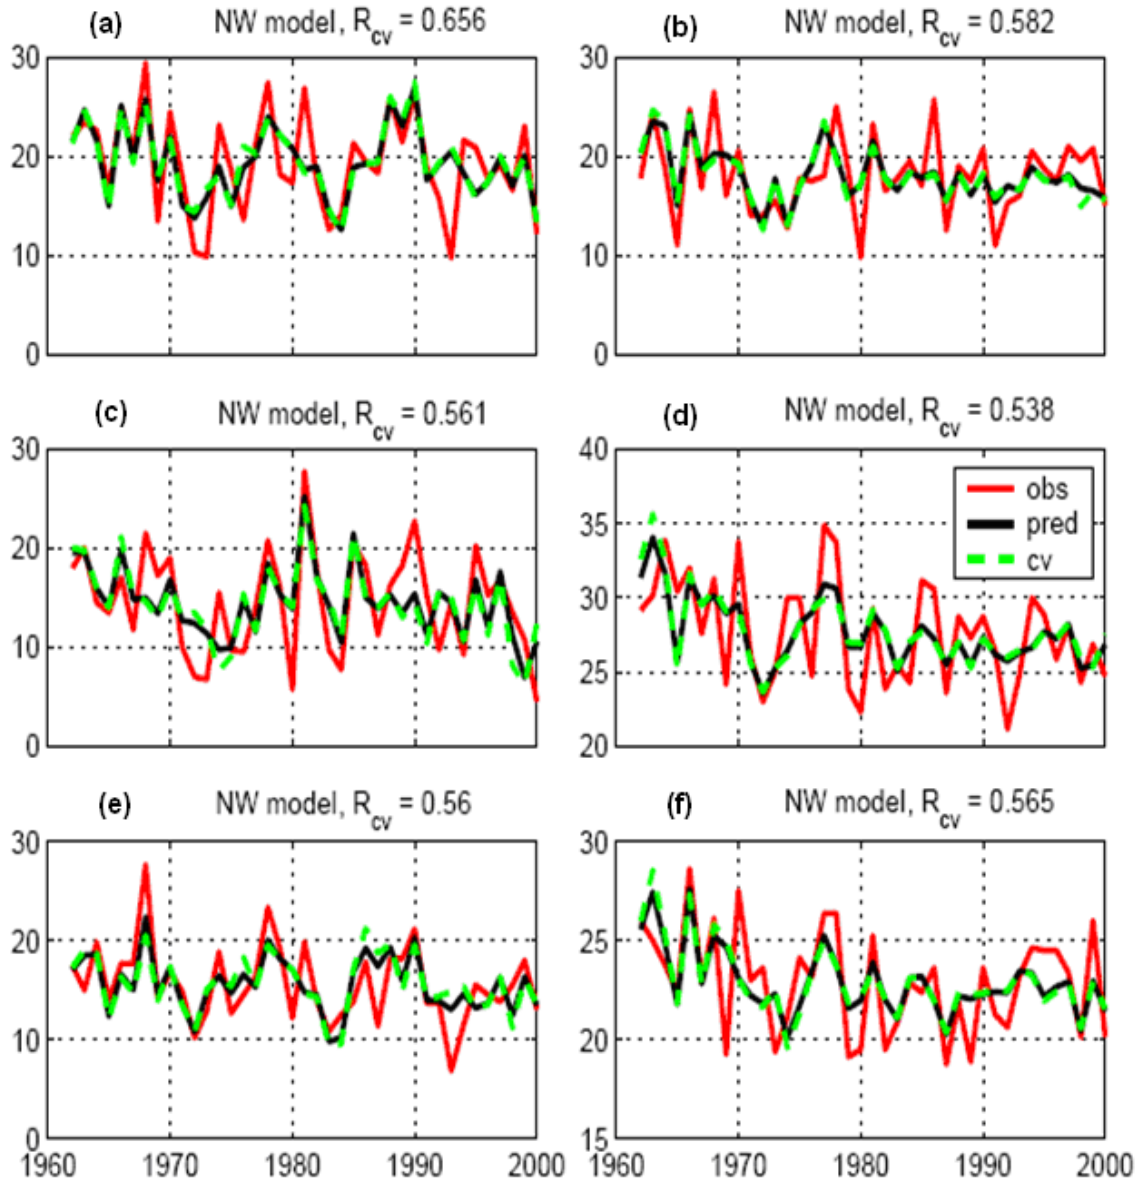 (a) NW model, Rcv = 0.656
(b) NW model, Rcv = 0.582
30
20
10
0
30
20
10
0
(c) NW model, Rcv = 0.561
(d) NW model, Rcv = 0.538
30
20
10
0
40
35
30
25
20
obs
pred
cv
(e) NW model, Rcv = 0.56
(f) NW model, Rcv = 0.565
30
20
10
0
30
25
20
15
1960 1970 1980 1990 2000
1960 1970 1980 1990 2000